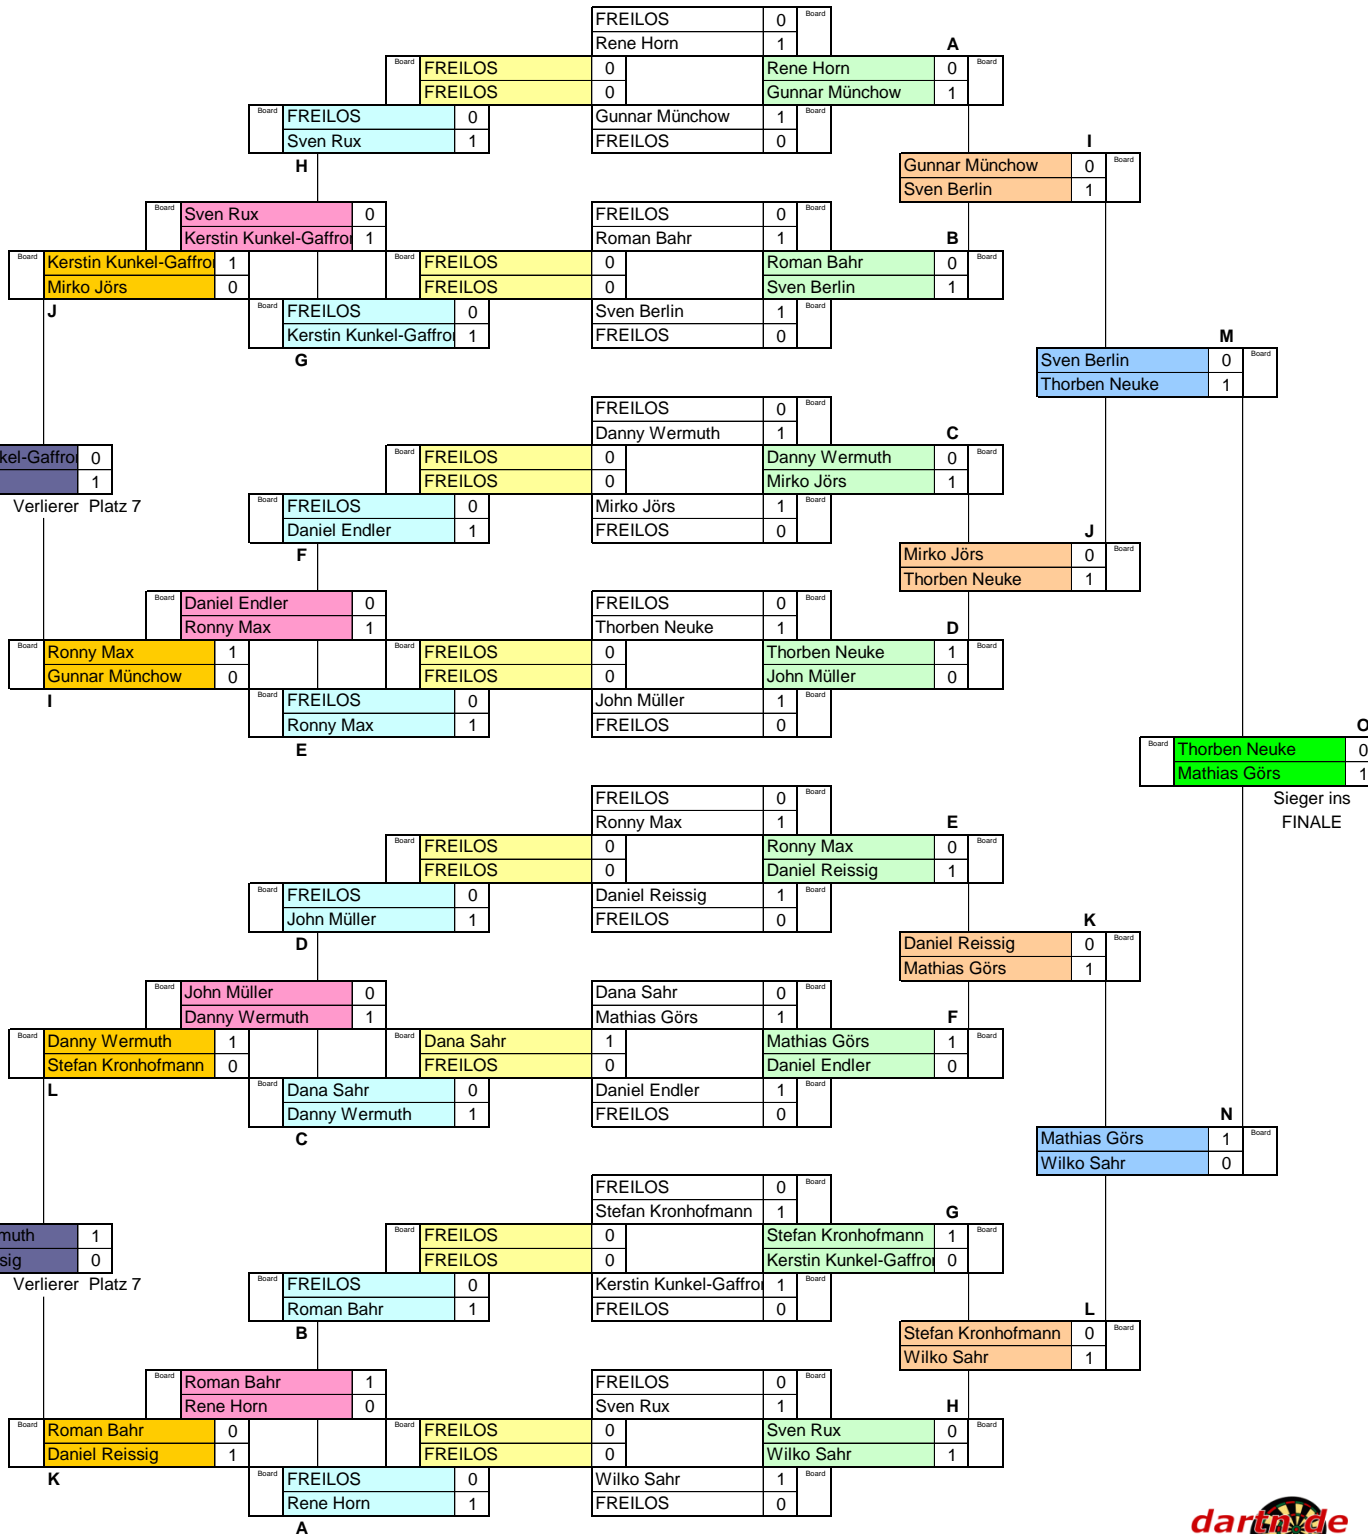 FREILOS 0 Board
Rene Horn 1 A
Board FREILOS 0 Rene Horn 0 Board
FREILOS 0 Gunnar Münchow 1
Board FREILOS 0 Gunnar Münchow 1 Board
Sven Rux 1 FREILOS 0 I
H Gunnar Münchow 0 Board
Sven Berlin 1
Board Sven Rux 0 FREILOS 0 Board
Kerstin Kunkel-Gaffro 1 Roman Bahr 1 B
Board Kerstin Kunkel-Gaffro 1 Board FREILOS 0 Roman Bahr 0 Board
Mirko Jörs 0 FREILOS 0 Sven Berlin 1
J Board FREILOS 0 Sven Berlin 1 Board
Kerstin Kunkel-Gaffro 1 FREILOS 0 M
G Sven Berlin 0 Board
Thorben Neuke 1
FREILOS 0 Board
Danny Wermuth 1 C
kel-Gaffro 0 Board FREILOS 0 Danny Wermuth 0 Board
1 FREILOS 0 Mirko Jörs 1
Verlierer Platz 7 Board FREILOS 0 Mirko Jörs 1 Board
Daniel Endler 1 FREILOS 0 J
F Mirko Jörs 0 Board
Thorben Neuke 1
Board Daniel Endler 0 FREILOS 0 Board
Ronny Max 1 Thorben Neuke 1 D
Board Ronny Max 1 Board FREILOS 0 Thorben Neuke 1 Board
Gunnar Münchow 0 FREILOS 0 John Müller 0
I Board FREILOS 0 John Müller 1 Board
Ronny Max 1 FREILOS 0 O
E Board Thorben Neuke 0
Mathias Görs 1
FREILOS 0 Board Sieger ins
Ronny Max 1 E FINALE
Board FREILOS 0 Ronny Max 0 Board
FREILOS 0 Daniel Reissig 1
Board FREILOS 0 Daniel Reissig 1 Board
John Müller 1 FREILOS 0 K
D Daniel Reissig 0 Board
Mathias Görs 1
Board John Müller 0 Dana Sahr 0 Board
Danny Wermuth 1 Mathias Görs 1 F
Board Danny Wermuth 1 Board Dana Sahr 1 Mathias Görs 1 Board
Stefan Kronhofmann 0 FREILOS 0 Daniel Endler 0
L Board Dana Sahr 0 Daniel Endler 1 Board
Danny Wermuth 1 FREILOS 0 N
C Mathias Görs 1 Board
Wilko Sahr 0
FREILOS 0 Board
Stefan Kronhofmann 1 G
muth 1 Board FREILOS 0 Stefan Kronhofmann 1 Board
sig 0 FREILOS 0 Kerstin Kunkel-Gaffro 0
Verlierer Platz 7 Board FREILOS 0 Kerstin Kunkel-Gaffro 1 Board
Roman Bahr 1 FREILOS 0 L
B Stefan Kronhofmann 0 Board
Wilko Sahr 1
Board Roman Bahr 1 FREILOS 0 Board
Rene Horn 0 Sven Rux 1 H
Board Roman Bahr 0 Board FREILOS 0 Sven Rux 0 Board
Daniel Reissig 1 FREILOS 0 Wilko Sahr 1
K Board FREILOS 0 Wilko Sahr 1 Board
Rene Horn 1 FREILOS 0
A dartn.de